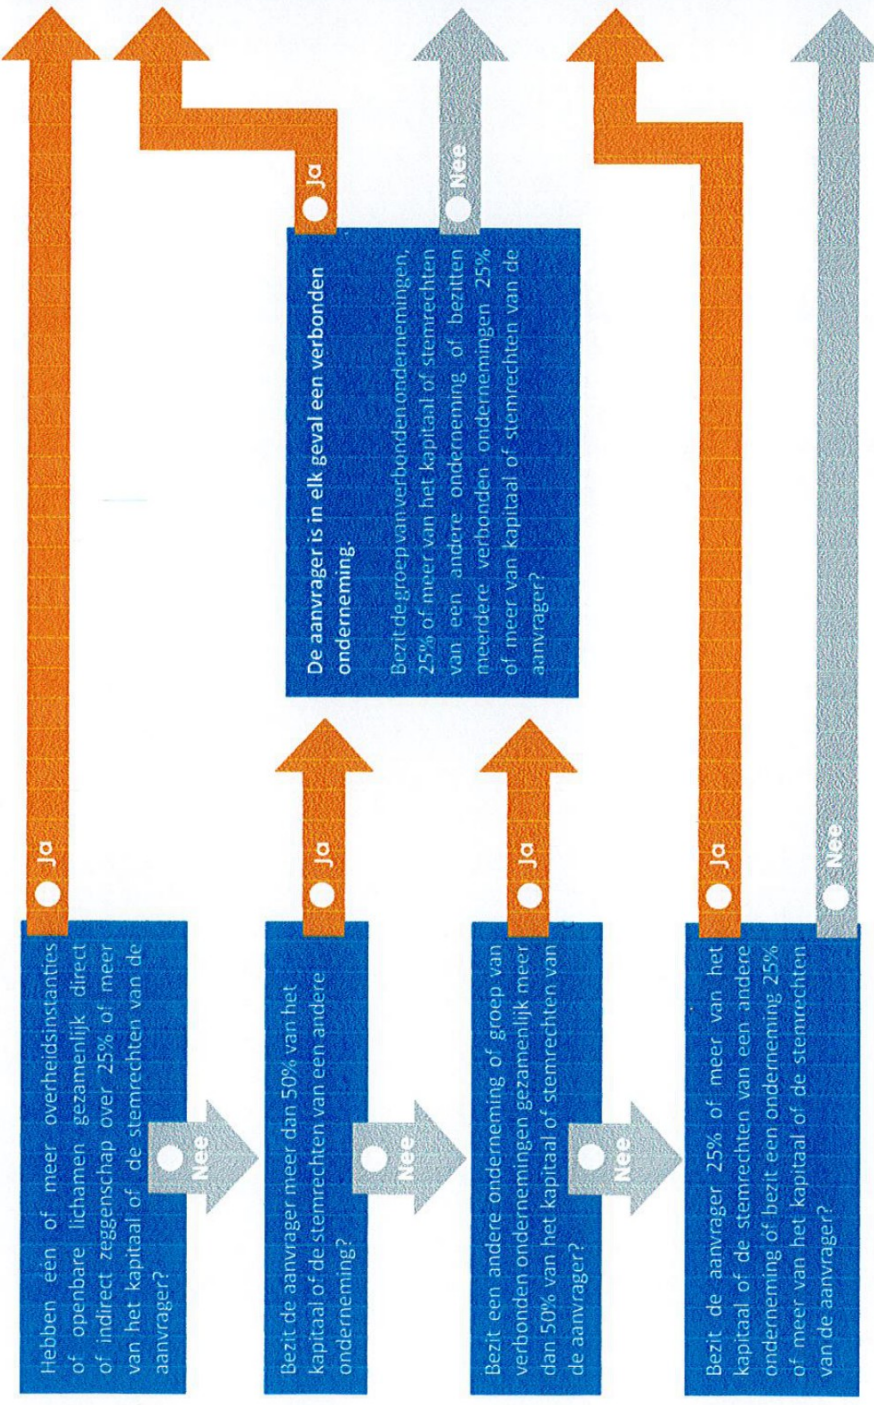 Hebben één of meer overheidsinstanties
of openbare lichamen gezamenlijk direct
of indirect zeggenschap over 25% of meer
van het kapitaal of de stemrechten van de
aanvrager?
Ja
Nee
Bezit de aanvrager meer dan 50% van het
kapitaal of de stemrechten van een andere
onderneming?
Ja
Nee
Bezit een andere onderneming of groep van
verbonden ondernemingen gezamenlijk meer
dan 50% van het kapitaal of stemrechten van
de aanvrager?
Ja
Nee
Bezit de aanvrager 25% of meer van het
kapitaal of de stemrechten van een andere
onderneming of bezit een onderneming 25%
of meer van het kapitaal of de stemrechten
van de aanvrager?
Ja
Nee
De aanvrager is in elk geval een verbonden
onderneming.
Bezit de groep van verbonden ondernemingen,
25% of meer van het kapitaal of stemrechten
van een andere onderneming of bezitten
meerdere verbonden ondernemingen 25%
of meer van kapitaal of stemrechten van de
aanvrager?
Ja
Nee